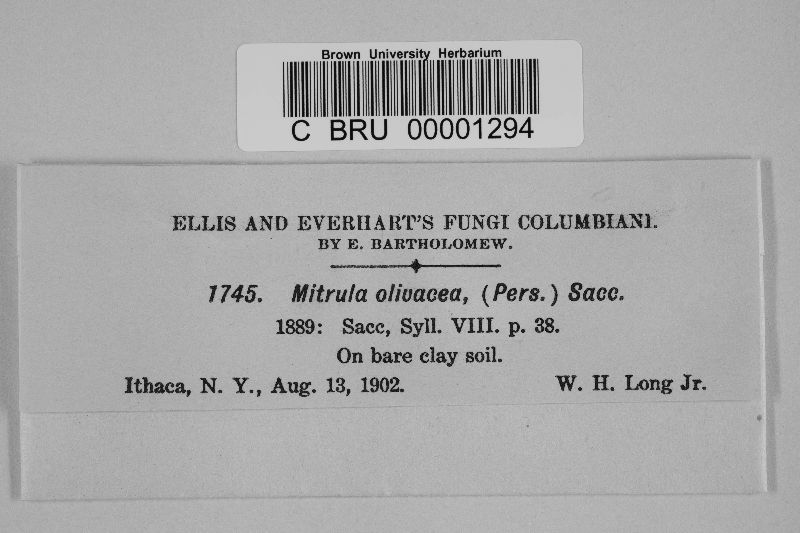 Brown University Herbarium
C BRU 00001294
ELLIS AND EVERHART'S FUNGI COLUMBIANI.
BY E. BARTHOLOMEW.
1745. Mitrula olivacea, (Pers.) Sacc.
1889: Sacc, Syll. VIII. p. 38.
On bare clay soil.
Ithaca, N. Y., Aug. 13, 1902. W. H. Long Jr.